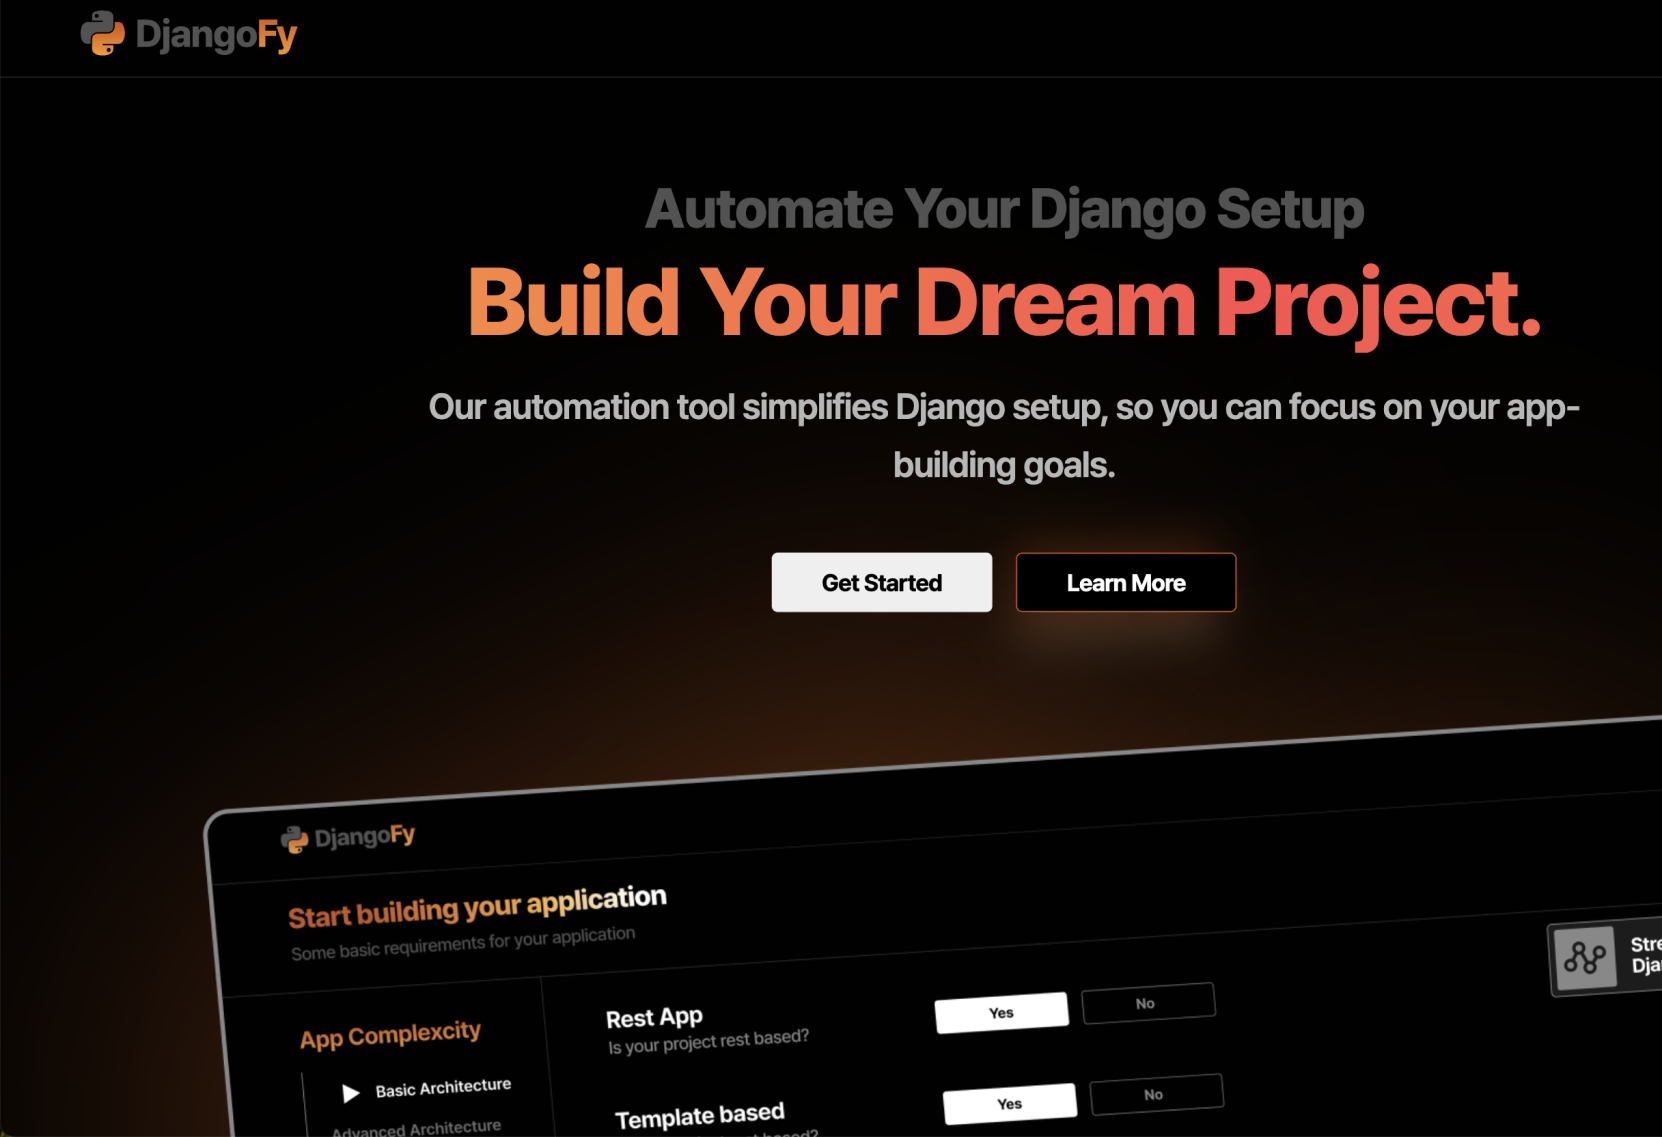 DjangoFy
Automate Your Django Setup
Build Your Dream Project.
Our automation tool simplifies Django setup, so you can focus on your app-
building goals.
Get Started
Learn More
DjangoFy
Start building your application
Some basic requirements for your application
App Complexcity
Basic Architecture
Advanced Architecture
Rest App
Is your project rest based?
Yes
No
Template based
based?
Yes
No
Stre
Djan